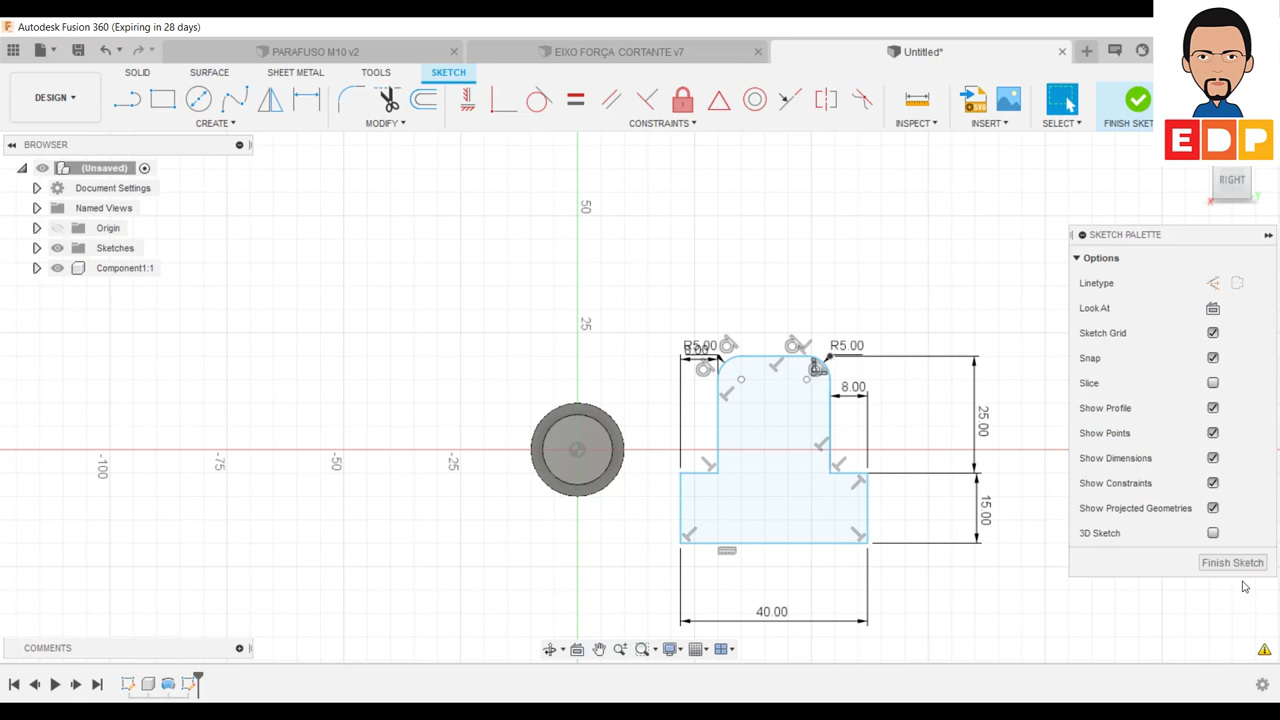 Autodesk Fusion 360 (Expiring in 28 days)
PARAFUSO M10 v2
EIXO FORÇA CORTANTE v7
Untitled*
SOLID
SURFACE
SHEET METAL
TOOLS
SKETCH
DESIGN
CREATE
MODIFY
CONSTRAINTS
INSPECT
INSERT
SELECT
FINISH SKET
EDP
BROWSER
(Unsaved)
Document Settings
Named Views
Origin
Sketches
Component1:1
RIGHT
X
Y
SKETCH PALETTE
Options
Linetype
Look At
Sketch Grid
Snap
Slice
Show Profile
Show Points
Show Dimensions
Show Constraints
Show Projected Geometries
3D Sketch
Finish Sketch
50
25
-100
-75
-50
-25
R5.00
8.00
R5.00
8.00
25.00
15.00
40.00
COMMENTS